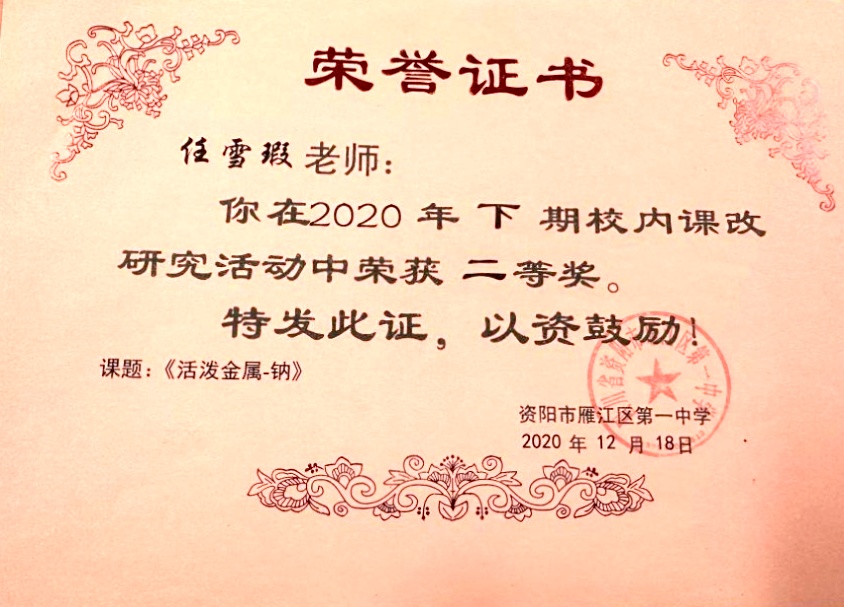 荣誉证书
任雪瑕 老师：
你在2020 年 下 期校内课改
研究活动中荣获 二等奖。
特发此证，以资鼓励！
课题：《活泼金属-钠》
资阳市雁江区第一中学
2020 年 12 月 18日